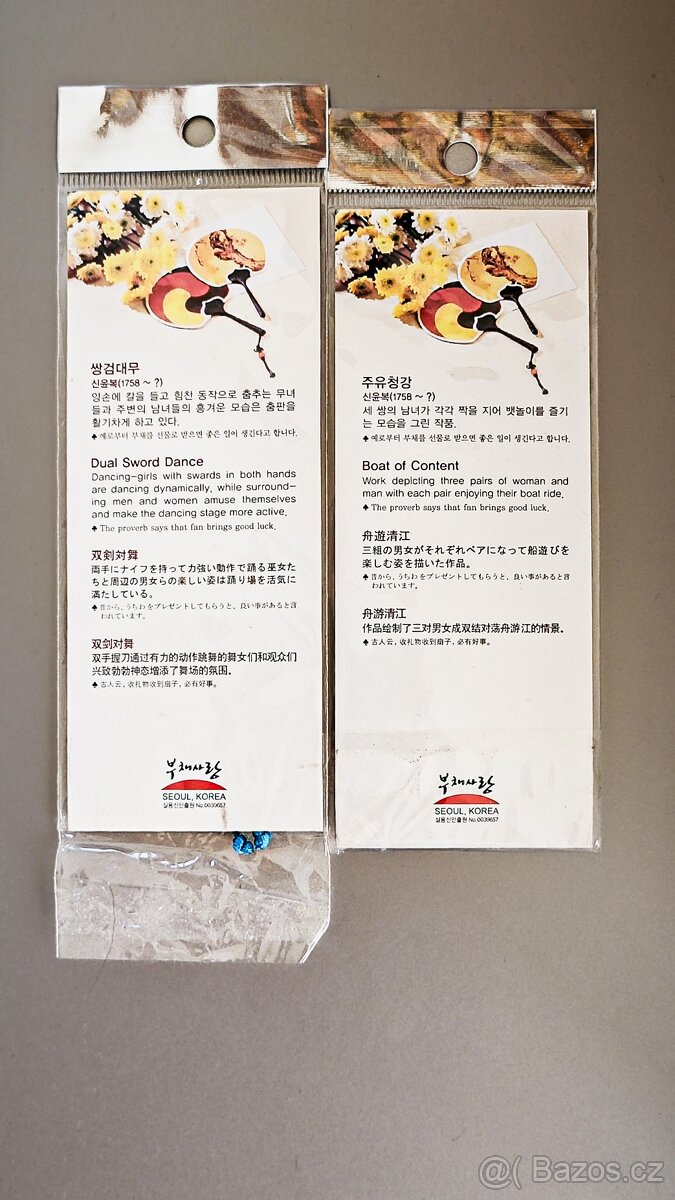 쌍검대무
신윤복(1758 ~ ?)
양손에 칼을 들고 힘찬 동작으로 춤추는 무녀
들과 주변의 남녀들의 흥겨운 모습은 춤판을
활기차게 하고 있다.
♣ 예로부터 부채를 선물로 받으면 좋은 일이 생긴다고 합니다.
Dual Sword Dance
Dancing-girls with swards in both hands
are dancing dynamically, while surround-
ing men and women amuse themselves
and make the dancing stage more active.
♣ The proverb says that fan brings good luck.
双剣対舞
両手にナイフを持って力強い動作で踊る巫女た
ちと周辺の男女らの楽しい姿は踊り場を活気に
満たしている。
♣ 昔から、うちわをプレゼントしてもらうと、良い事があると言
われています。
双剑对舞
双手握刀通过有力的动作跳舞的舞女们和观众们
兴致勃勃神态增添了舞场的氛围。
♣ 古人云，收礼物收到扇子，必有好事。
부채사랑
SEOUL, KOREA
실용신안출원 No.0039657
주유청강
신윤복(1758 ~ ?)
세 쌍의 남녀가 각각 짝을 지어 뱃놀이를 즐기
는 모습을 그린 작품.
♣ 예로부터 부채를 선물로 받으면 좋은 일이 생긴다고 합니다.
Boat of Content
Work depicting three pairs of woman and
man with each pair enjoying their boat ride.
♣ The proverb says that fan brings good luck.
舟遊清江
三組の男女がそれぞれペアになって船遊びを
楽しむ姿を描いた作品。
♣ 昔から、うちわをプレゼントしてもらうと、良い事があると言
われています。
舟游清江
作品绘制了三对男女成双结对荡舟游江的情景。
♣ 古人云，收礼物收到扇子，必有好事。
부채사랑
SEOUL, KOREA
실용신안출원 No.0039657
@( Bazos.cz